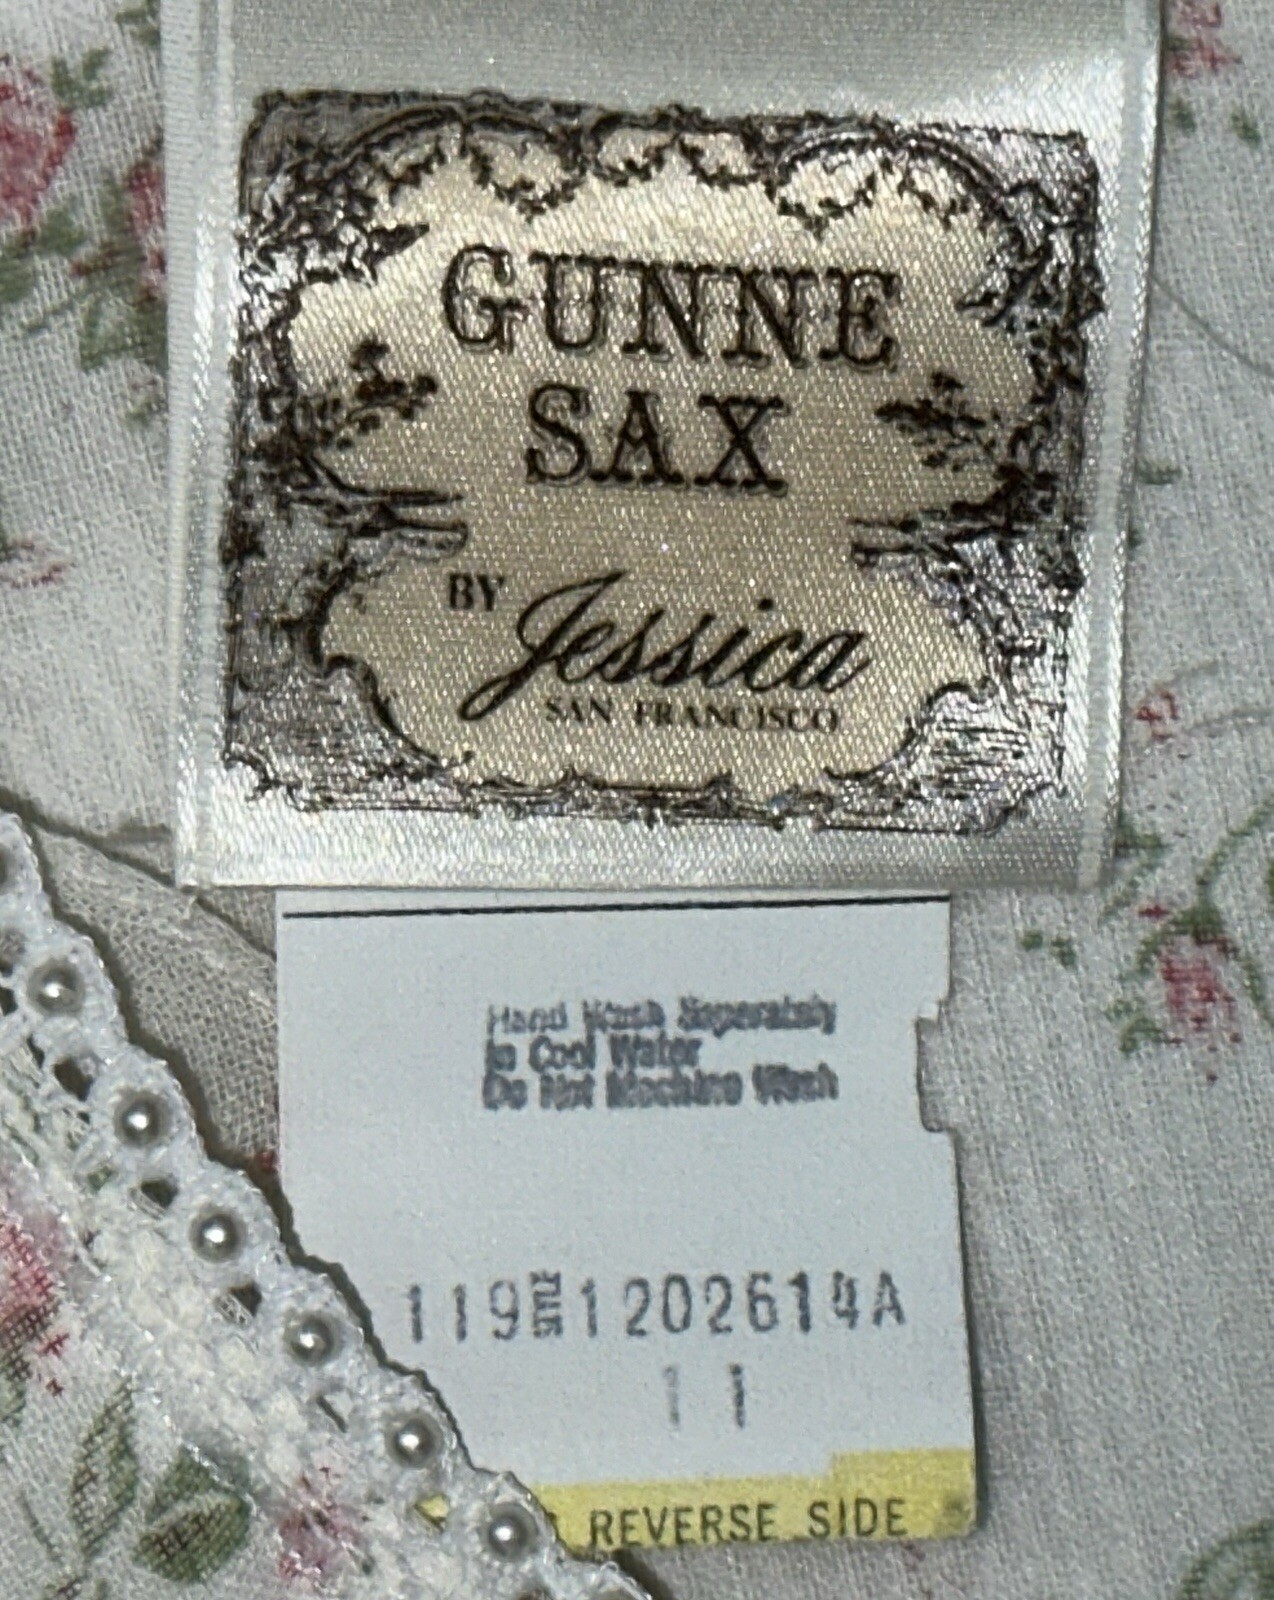 GUNNE
SAX
BY Jessica
SAN FRANCISCO
Hand Wash Seperately
In Cool Water
Do Not Machine Wash
119 1202614A
11
REVERSE SIDE